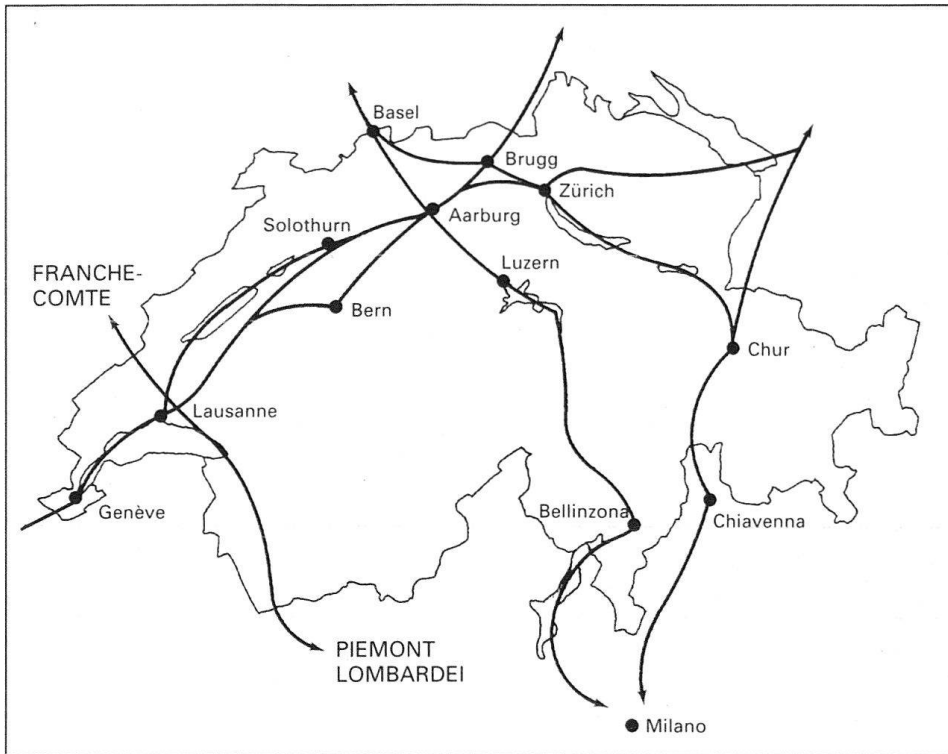 Basel
Brugg
Zürich
Aarburg
Solothurn
FRANCHE-
COMTE
Luzern
Bern
Chur
Lausanne
Genève
Bellinzona
Chiavenna
PIEMONT
LOMBARDEI
Milano